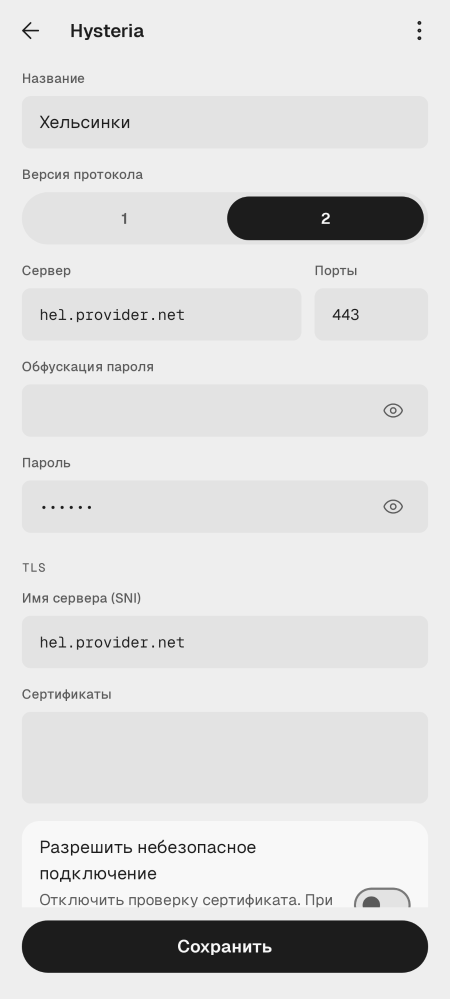 Hysteria
Название
Хельсинки
Версия протокола
1
2
Сервер
Порты
hel.provider.net
443
Обфускация пароля
Пароль
••••••
TLS
Имя сервера (SNI)
hel.provider.net
Сертификаты
Разрешить небезопасное
подключение
Отключить проверку сертификата. При
Сохранить